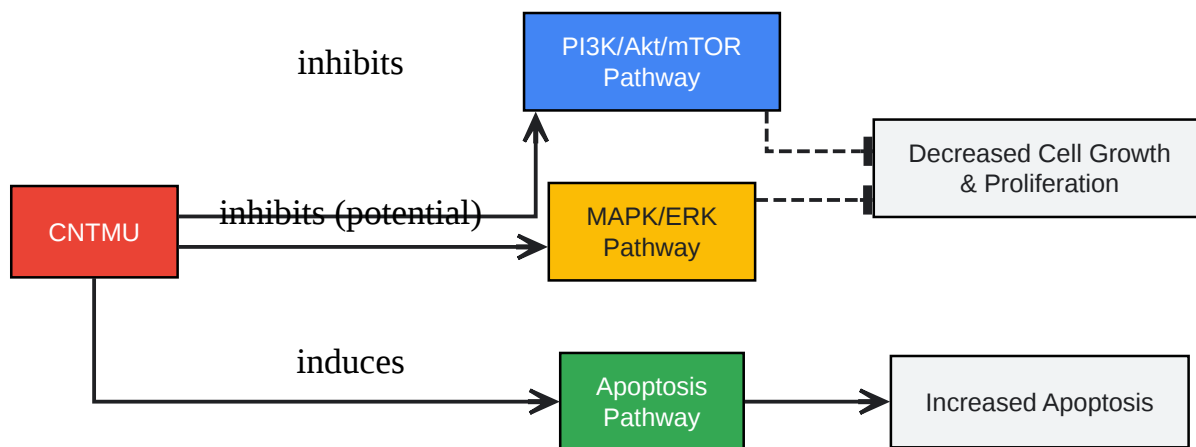 inhibits
PI3K/Akt/mTOR
Pathway
Decreased Cell Growth
& Proliferation
CNTMU
inhibits (potential)
MAPK/ERK
Pathway
induces
Apoptosis
Pathway
Increased Apoptosis